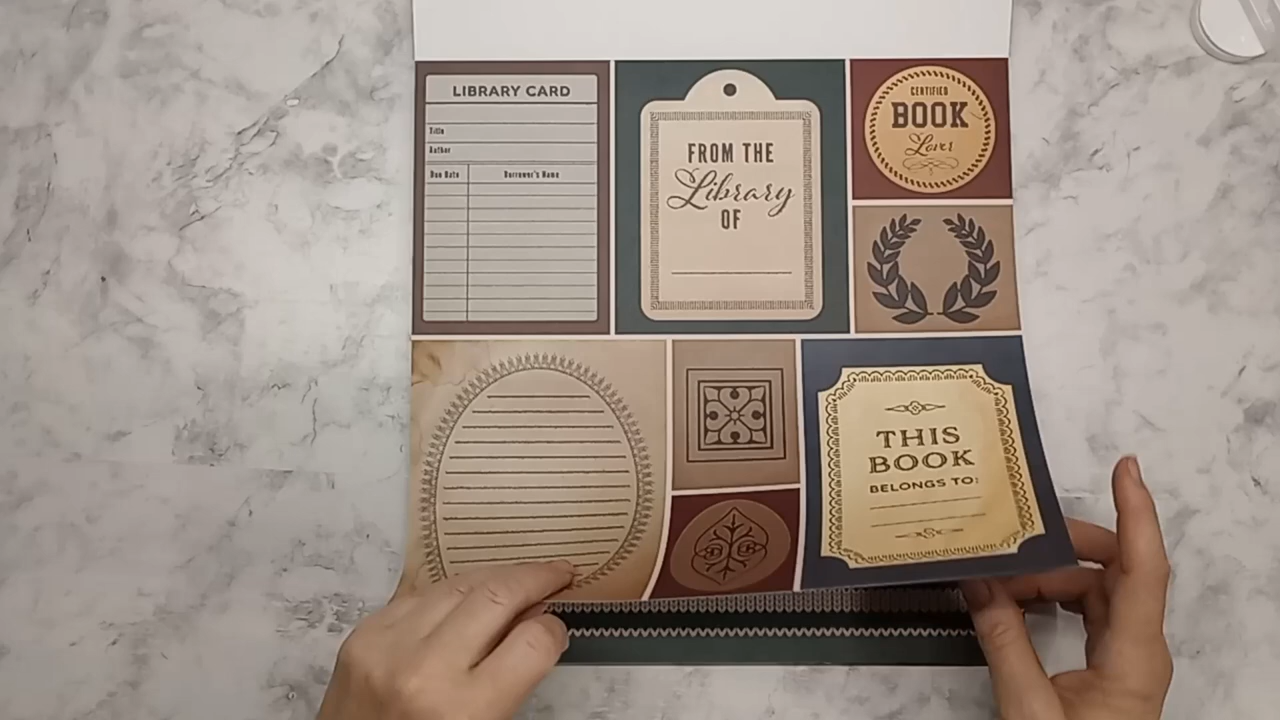 LIBRARY CARD
Title
Author
Due Date Borrower's Name
FROM THE
Library
OF
CERTIFIED
BOOK
Lover
THIS
BOOK
BELONGS TO: